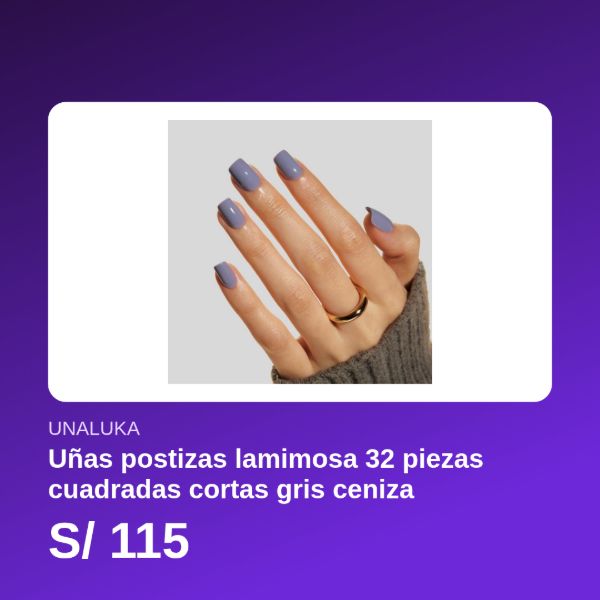 UNALUKA
Uñas postizas lamimosa 32 piezas
cuadradas cortas gris ceniza
S/ 115